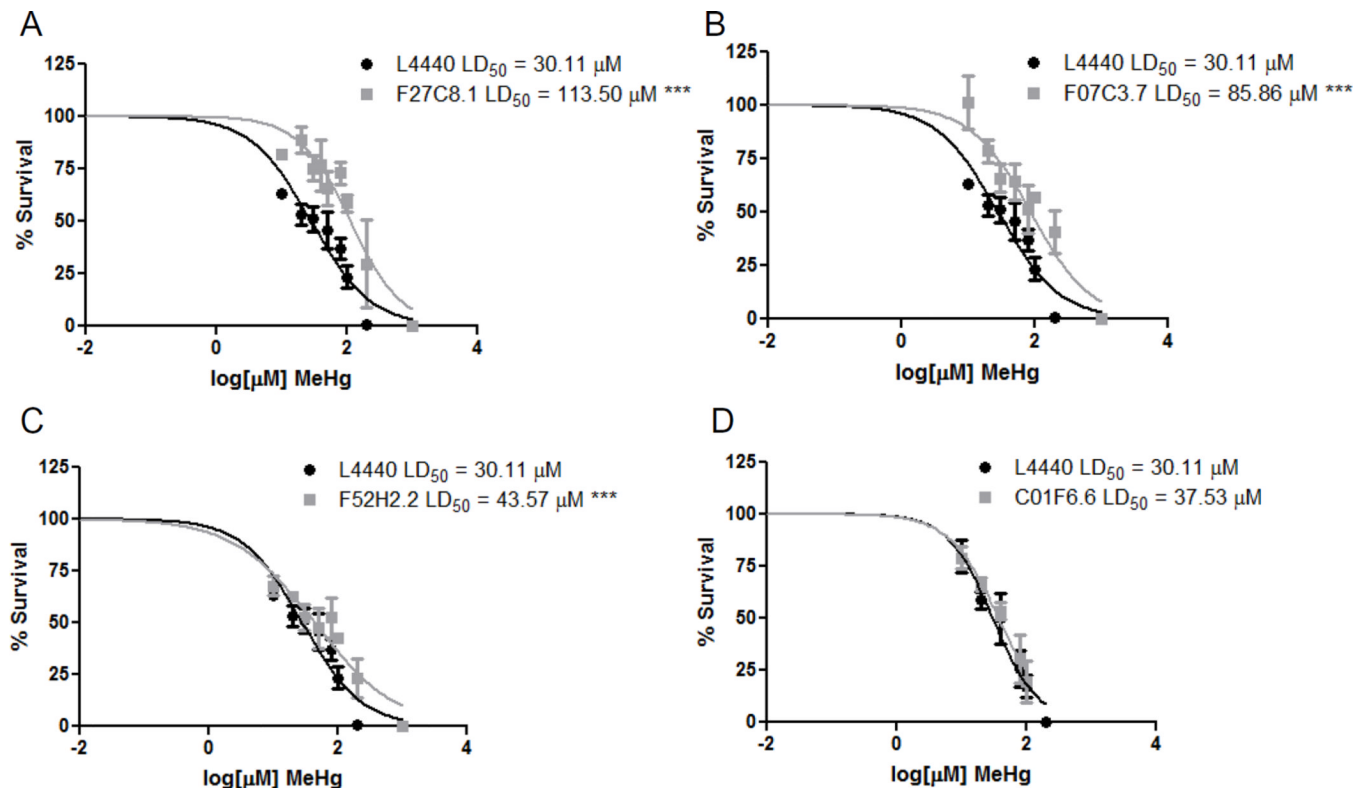 A
125
100
75
50
25
0
% Survival
-2 0 2 4
log[μM] MeHg
L4440 LD50 = 30.11 μM
F27C8.1 LD50 = 113.50 μM ***
B
125
100
75
50
25
0
% Survival
-2 0 2 4
log[μM] MeHg
L4440 LD50 = 30.11 μM
F07C3.7 LD50 = 85.86 μM ***
C
125
100
75
50
25
0
% Survival
-2 0 2 4
log[μM] MeHg
L4440 LD50 = 30.11 μM
F52H2.2 LD50 = 43.57 μM ***
D
125
100
75
50
25
0
% Survival
-2 0 2 4
log[μM] MeHg
L4440 LD50 = 30.11 μM
C01F6.6 LD50 = 37.53 μM